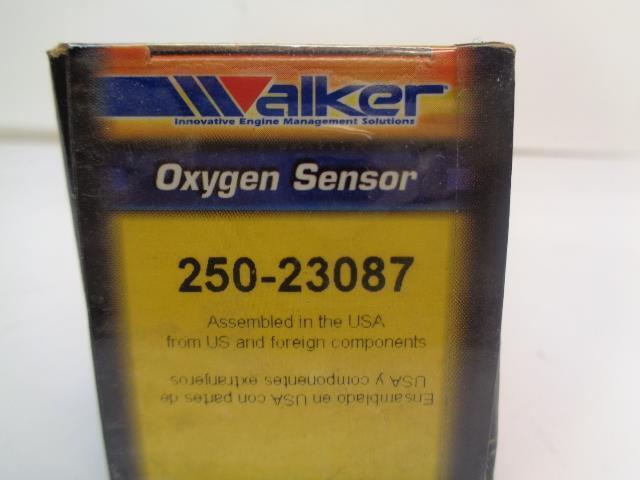 Walker
Innovative Engine Management Solutions
Oxygen Sensor
250-23087
Assembled in the USA
from US and foreign components
Ensamblado en USA con partes de
USA y componentes extranjeros